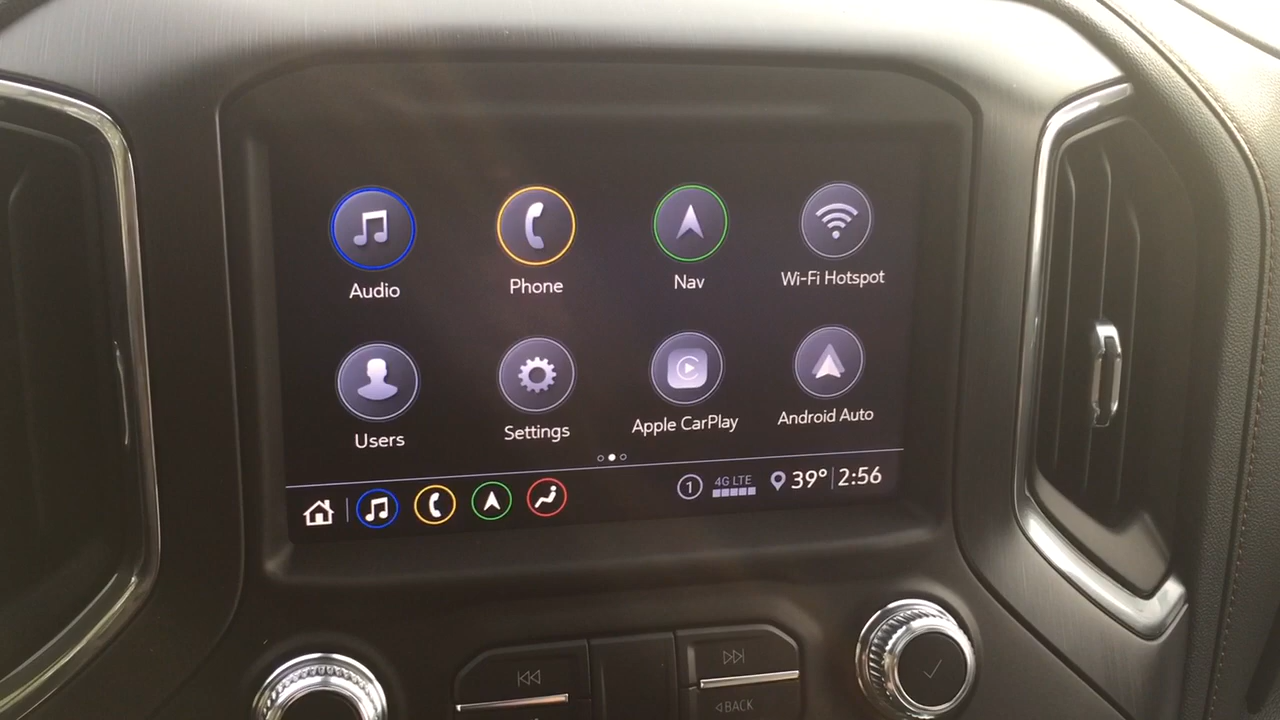 Audio Phone Nav Wi-Fi Hotspot
Users Settings Apple CarPlay Android Auto
1 4G LTE 39° 2:56
BACK